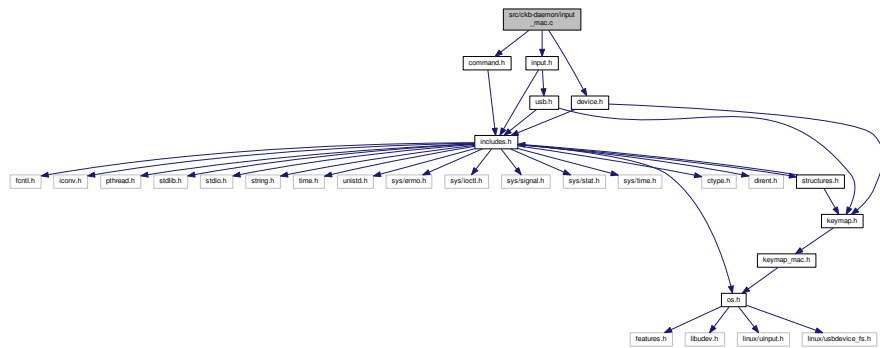 src/ckb-daemon/input
_mac.c
command.h
input.h
usb.h
device.h
includes.h
fcntl.h
iconv.h
pthread.h
stdlib.h
stdio.h
string.h
time.h
unistd.h
sys/errno.h
sys/ioctl.h
sys/signal.h
sys/stat.h
sys/time.h
ctype.h
dirent.h
structures.h
keymap.h
keymap_mac.h
os.h
features.h
libudev.h
linux/uinput.h
linux/usbdevice_fs.h